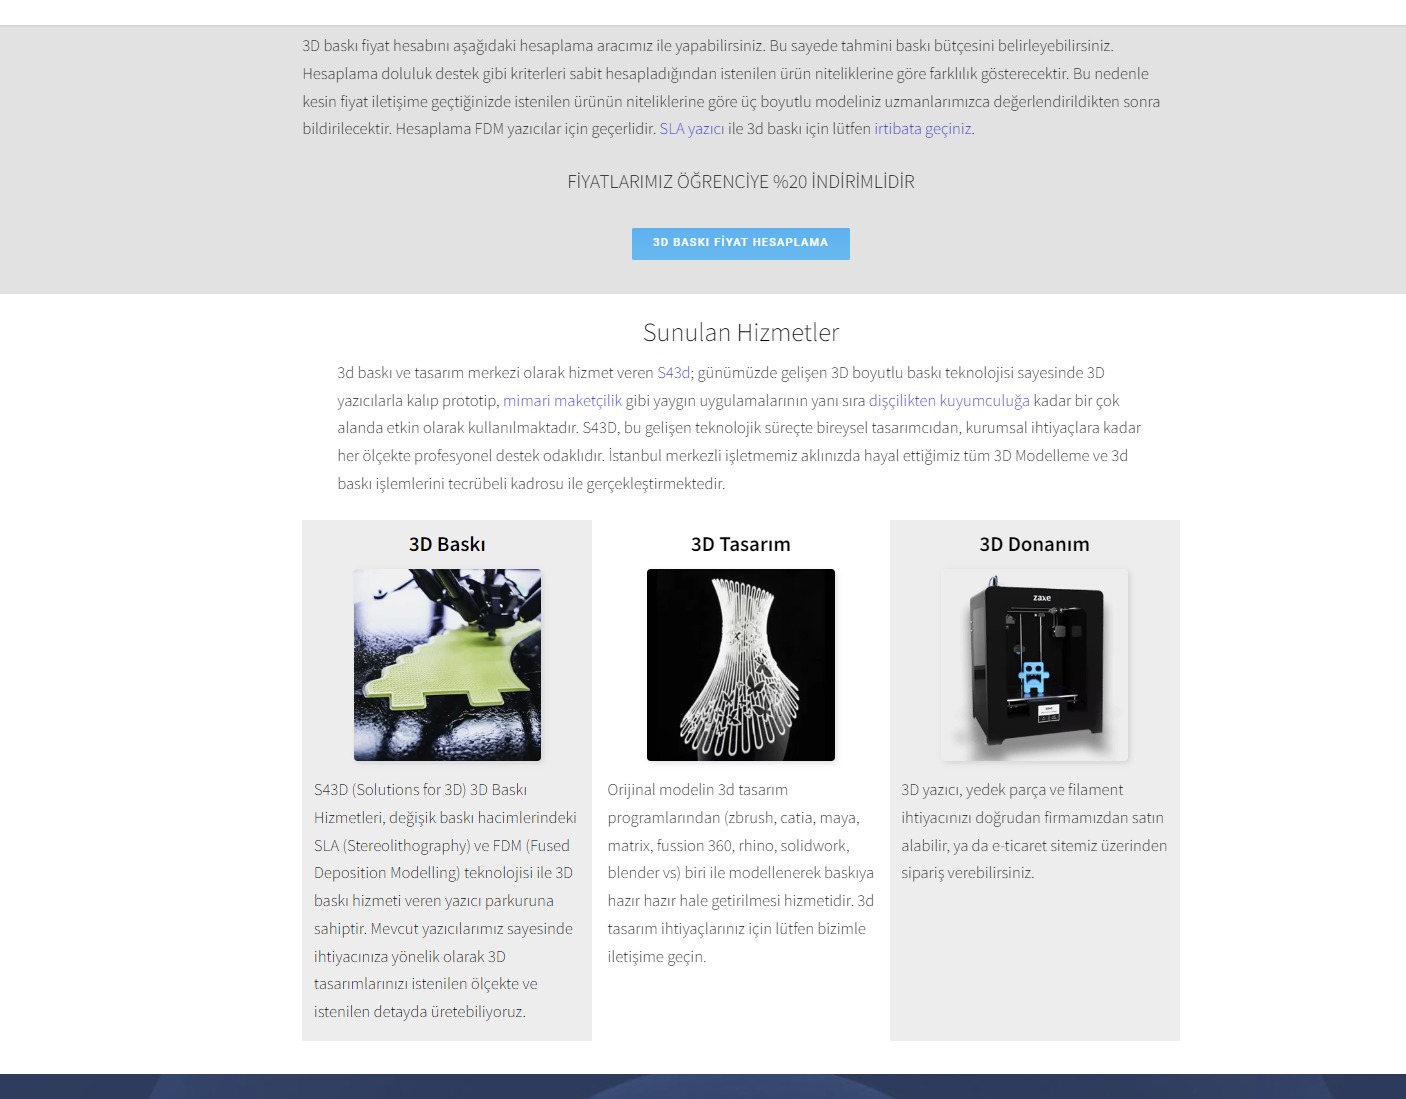 3D baskı fiyat hesabını aşağıdaki hesaplama aracımız ile yapabilirsiniz. Bu sayede tahmini baskı bütçesini belirleyebilirsiniz.
Hesaplama doluluk destek gibi kriterleri sabit hesapladığından istenilen ürün niteliklerine göre farklılık gösterecektir. Bu nedenle
kesin fiyat iletişime geçtiğinizde istenilen ürünün niteliklerine göre üç boyutlu modeliniz uzmanlarımızca değerlendirildikten sonra
bildirilecektir. Hesaplama FDM yazıcılar için geçerlidir. SLA yazıcı ile 3d baskı için lütfen irtibata geçiniz.
FİYATLARIMIZ ÖĞRENCİYE %20 İNDİRİMLİDİR
3D BASKI FİYAT HESAPLAMA
Sunulan Hizmetler
3d baskı ve tasarım merkezi olarak hizmet veren S43d; günümüzde gelişen 3D boyutlu baskı teknolojisi sayesinde 3D
yazıcılarla kalıp prototip, mimari maketçilik gibi yaygın uygulamalarının yanı sıra dişçilikten kuyumculuğa kadar bir çok
alanda etkin olarak kullanılmaktadır. S43D, bu gelişen teknolojik süreçte bireysel tasarımcıdan, kurumsal ihtiyaçlara kadar
her ölçekte profesyonel destek odaklıdır. İstanbul merkezli işletmemiz aklınızda hayal ettiğimiz tüm 3D Modelleme ve 3d
baskı işlemlerini tecrübeli kadrosu ile gerçekleştirmektedir.
3D Baskı
S43D (Solutions for 3D) 3D Baskı
Hizmetleri, değişik baskı hacimlerindeki
SLA (Stereolithography) ve FDM (Fused
Deposition Modelling) teknolojisi ile 3D
baskı hizmeti veren yazıcı parkuruna
sahiptir. Mevcut yazıcılarımız sayesinde
ihtiyacınıza yönelik olarak 3D
tasarımlarınızı istenilen ölçekte ve
istenilen detayda üretebiliyoruz.
3D Tasarım
Orijinal modelin 3d tasarım
programlarından (zbrush, catia, maya,
matrix, fussion 360, rhino, solidwork,
blender vs) biri ile modellenerek baskıya
hazır hazır hale getirilmesi hizmetidir. 3d
tasarım ihtiyaçlarınız için lütfen bizimle
iletişime geçin.
3D Donanım
zaxe
3D yazıcı, yedek parça ve filament
ihtiyacınızı doğrudan firmamızdan satın
alabilir, ya da e-ticaret sitemiz üzerinden
sipariş verebilirsiniz.